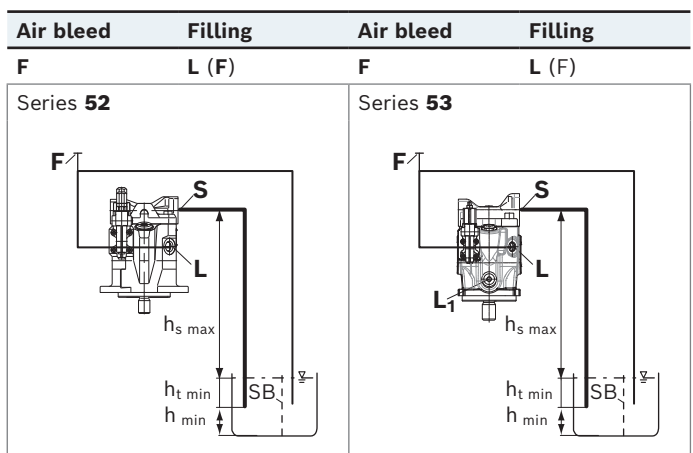 Air bleed Filling Air bleed Filling
F L (F) F L (F)
Series 52
F
S
L
hs max
ht min
SB
h min
Series 53
F
S
L
L1
hs max
ht min
SB
h min